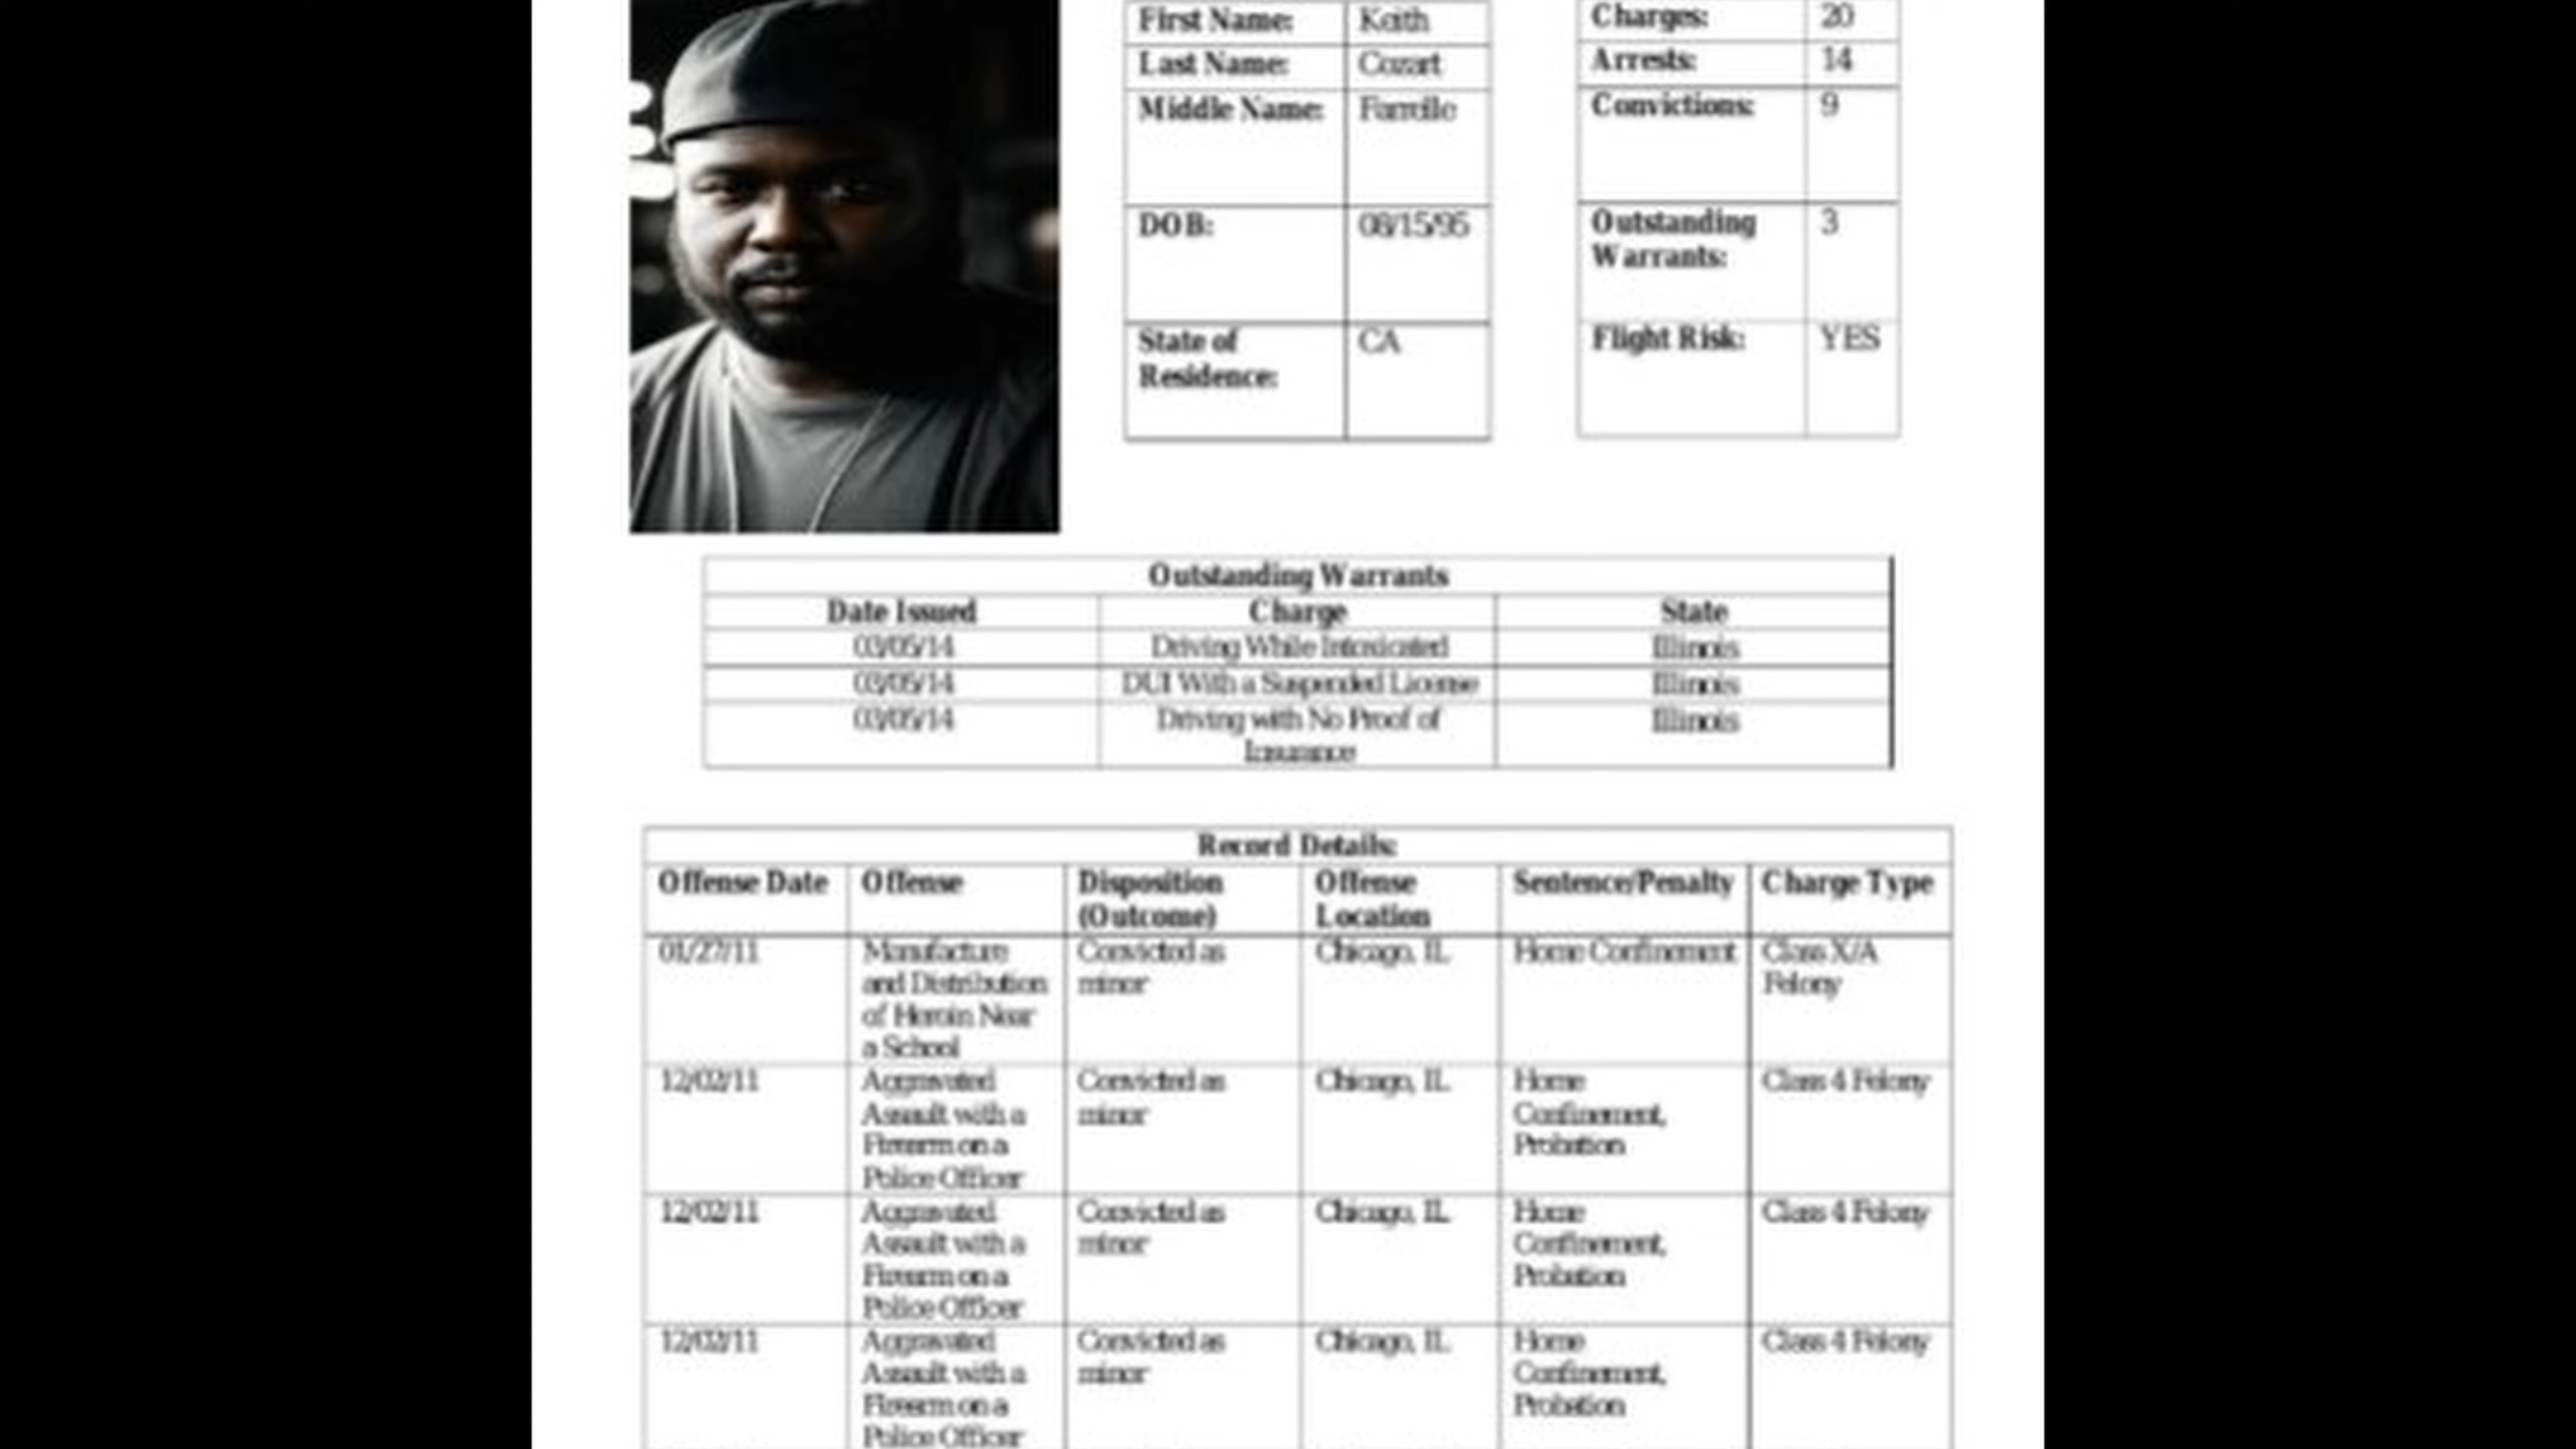 First Name: Keith
Last Name: Cozart
Middle Name: Farrelle
DOB: 08/15/95
State of
Residence:
CA
Charges: 20
Arrests: 14
Convictions: 9
Outstanding
Warrants:
3
Flight Risk: YES
Outstanding Warrants
Date Issued Charge State
03/05/14 Driving While Intoxicated Illinois
03/05/14 DUI With a Suspended License Illinois
03/05/14 Driving with No Proof of
Insurance
Illinois
Record Details:
Offense Date
Offense
Disposition
(Outcome)
Offense
Location
Sentence/Penalty
Charge Type
01/27/11
Manufacture
and Distribution
of Heroin Near
a School
Convicted as
minor
Chicago, IL
Home Confinement
Class X/A
Felony
12/02/11
Aggravated
Assault with a
Firearm on a
Police Officer
Convicted as
minor
Chicago, IL
Home
Confinement,
Probation
Class 4 Felony
12/02/11
Aggravated
Assault with a
Firearm on a
Police Officer
Convicted as
minor
Chicago, IL
Home
Confinement,
Probation
Class 4 Felony
12/02/11
Aggravated
Assault with a
Firearm on a
Police Officer
Convicted as
minor
Chicago, IL
Home
Confinement,
Probation
Class 4 Felony